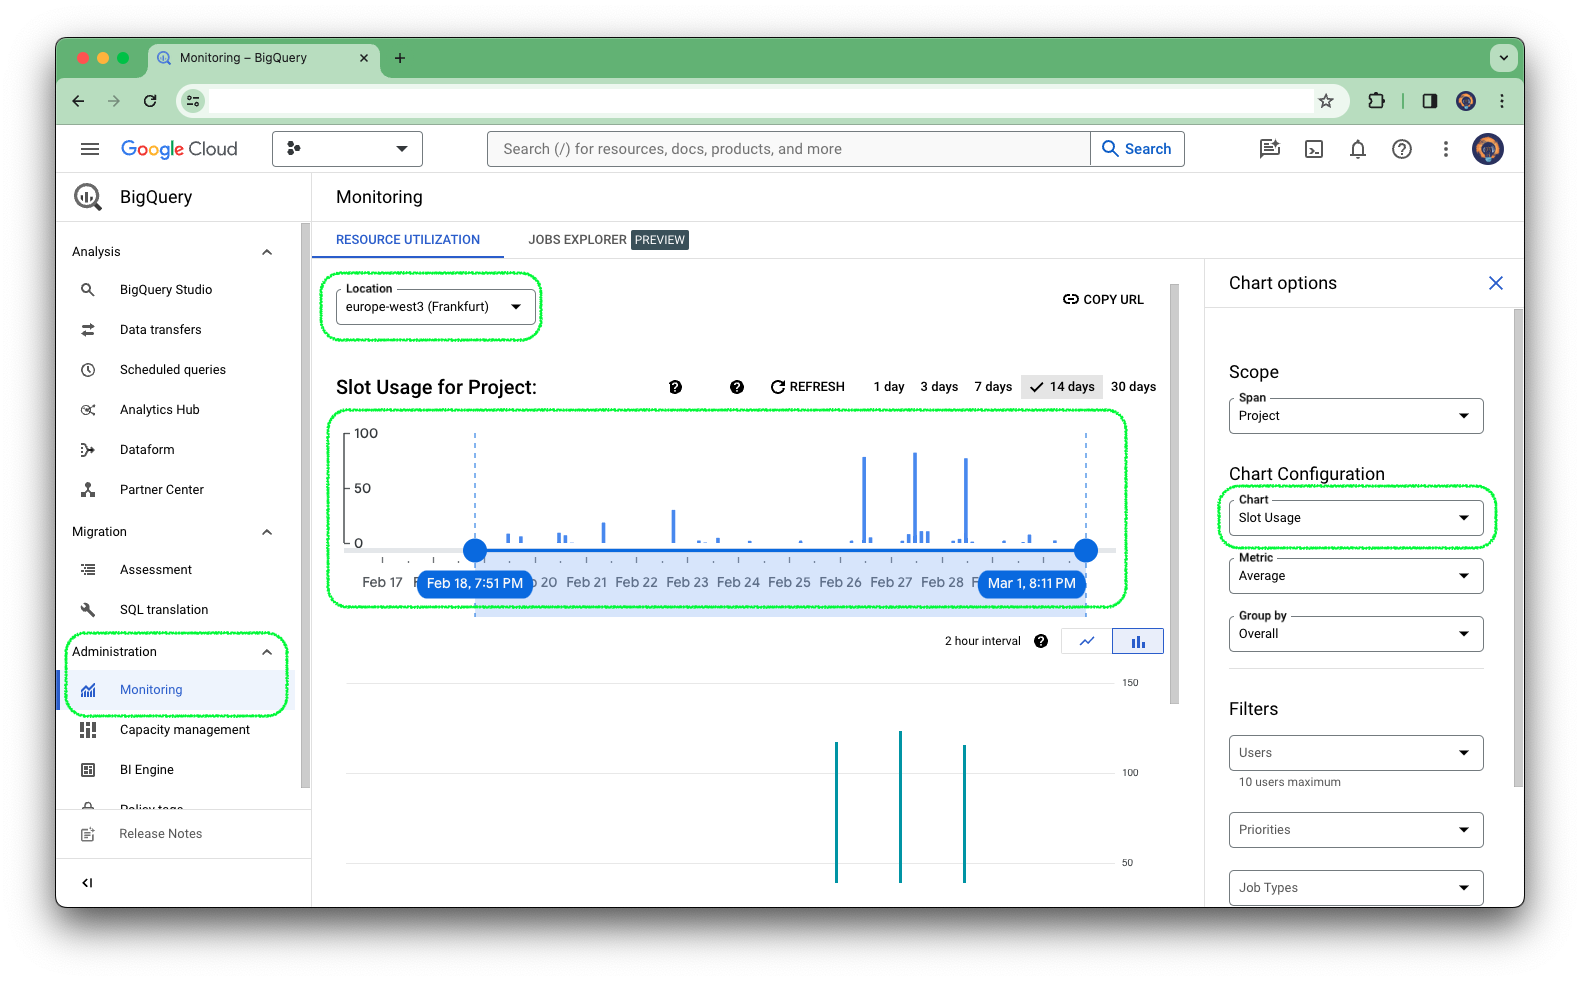 Monitoring – BigQuery
Google Cloud
Search (/) for resources, docs, products, and more
Search
BigQuery
Monitoring
Analysis
BigQuery Studio
Data transfers
Scheduled queries
Analytics Hub
Dataform
Partner Center
Migration
Assessment
SQL translation
Administration
Monitoring
Capacity management
BI Engine
Policy tags
Release Notes
RESOURCE UTILIZATION
JOBS EXPLORER PREVIEW
Location
europe-west3 (Frankfurt)
COPY URL
Slot Usage for Project:
REFRESH
1 day
3 days
7 days
14 days
30 days
100
50
0
Feb 17
Feb 18, 7:51 PM
20
Feb 21
Feb 22
Feb 23
Feb 24
Feb 25
Feb 26
Feb 27
Feb 28
Mar 1, 8:11 PM
2 hour interval
150
100
50
Chart options
Scope
Span
Project
Chart Configuration
Chart
Slot Usage
Metric
Average
Group by
Overall
Filters
Users
10 users maximum
Priorities
Job Types